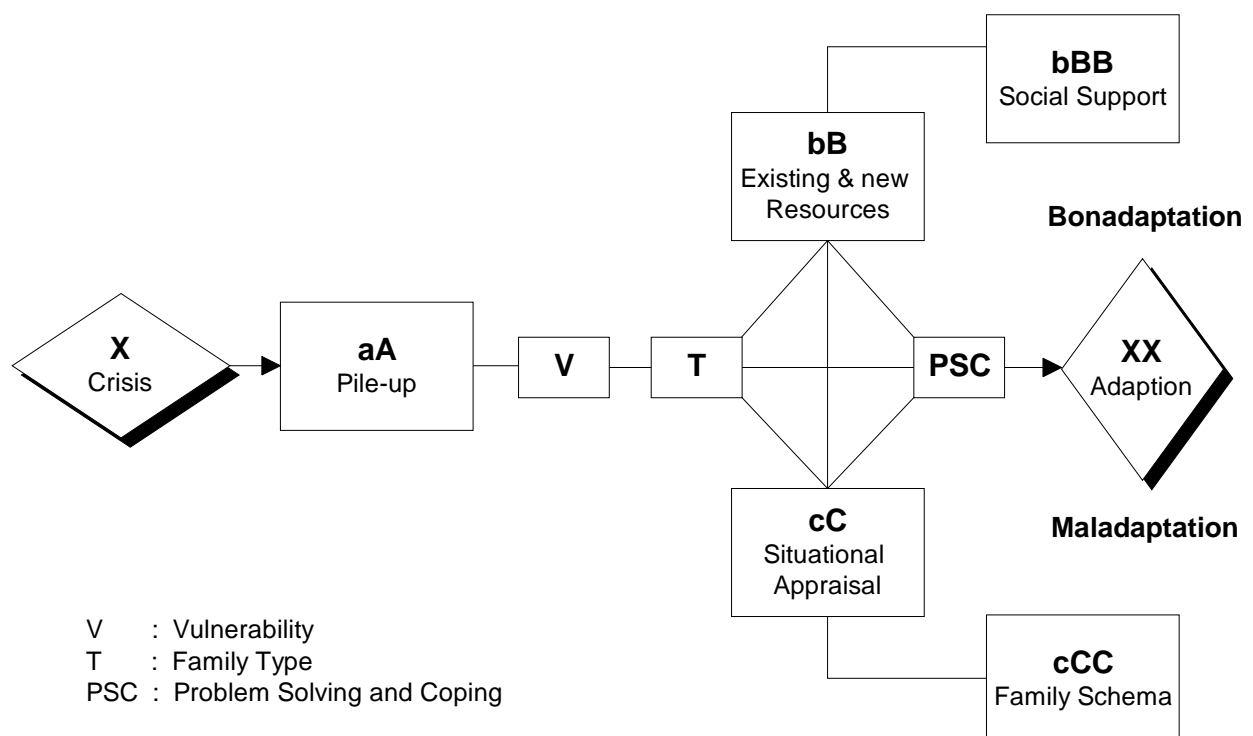 bBB
Social Support
bB
Existing & new
Resources
Bonadaptation
X
Crisis
aA
Pile-up
V
T
PSC
XX
Adaption
cC
Situational
Appraisal
Maladaptation
V : Vulnerability
T : Family Type
PSC : Problem Solving and Coping
cCC
Family Schema